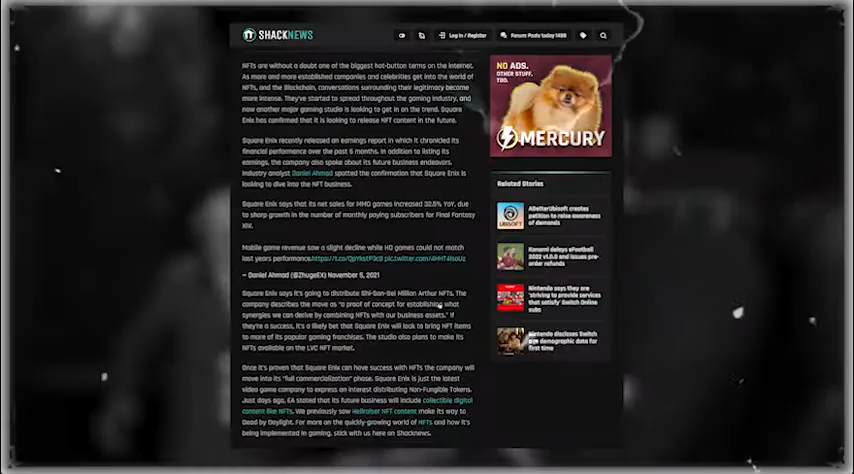 SHACKNEWS
Log In / Register
Forum: Posts today 1486
NFTs are without a doubt one of the biggest hot-button terms on the internet.
As more and more established companies and celebrities get into the world of
NFTs, and the Blockchain, conversations surrounding their legitimacy become
more intense. They've started to spread throughout the gaming industry, and
now another major gaming studio is looking to get in on the trend. Square
Enix has confirmed that it is looking to release NFT content in the future.
Square Enix recently released an earnings report in which it chronicled its
financial performance over the past 6 months. In addition to listing its
earnings, the company also spoke about its future business endeavors.
Industry analyst Daniel Ahmad spotted the confirmation that Square Enix is
looking to dive into the NFT business.
Square Enix says that its net sales for MMO games increased 32.5% YoY, due
to sharp growth in the number of monthly paying subscribers for Final Fantasy
XIV.
Mobile game revenue saw a slight decline while HD games could not match
last years performance.
— Daniel Ahmad (@ZhugeEX) November 5, 2021
Square Enix says it's going to distribute Shi-San-Sei Million Arthur NFTs. The
company describes the move as "a proof of concept for establishing what
synergies we can derive by combining NFTs with our business assets." If
they're a success, it's a likely bet that Square Enix will look to bring NFT items
to more of its popular gaming franchises. The studio also plans to make its
NFTs available on the LVC NFT market.
Once it's proven that Square Enix can have success with NFTs the company will
move into its "full commercialization" phase. Square Enix is just the latest
video game company to express an interest distributing Non-Fungible Tokens.
Just days ago, EA stated that its future business will include collectible digital
content like NFTs. We previously saw Hellraiser NFT content make its way to
Dead by Daylight. For more on the quickly-growing world of NFTs and how it's
being implemented in gaming, stick with us here on Shacknews.
NO ADS.
OTHER STUFF,
TOO.
MERCURY
Related Stories
ABetterUbisoft creates
petition to raise awareness
of demands
UBISOFT
Konami delays eFootball
2022 v1.0.0 and issues pre-
order refunds
Nintendo says they are
'striving to provide services
that satisfy' Switch Online
subs
Nintendo discloses Switch
age demographic data for
first time